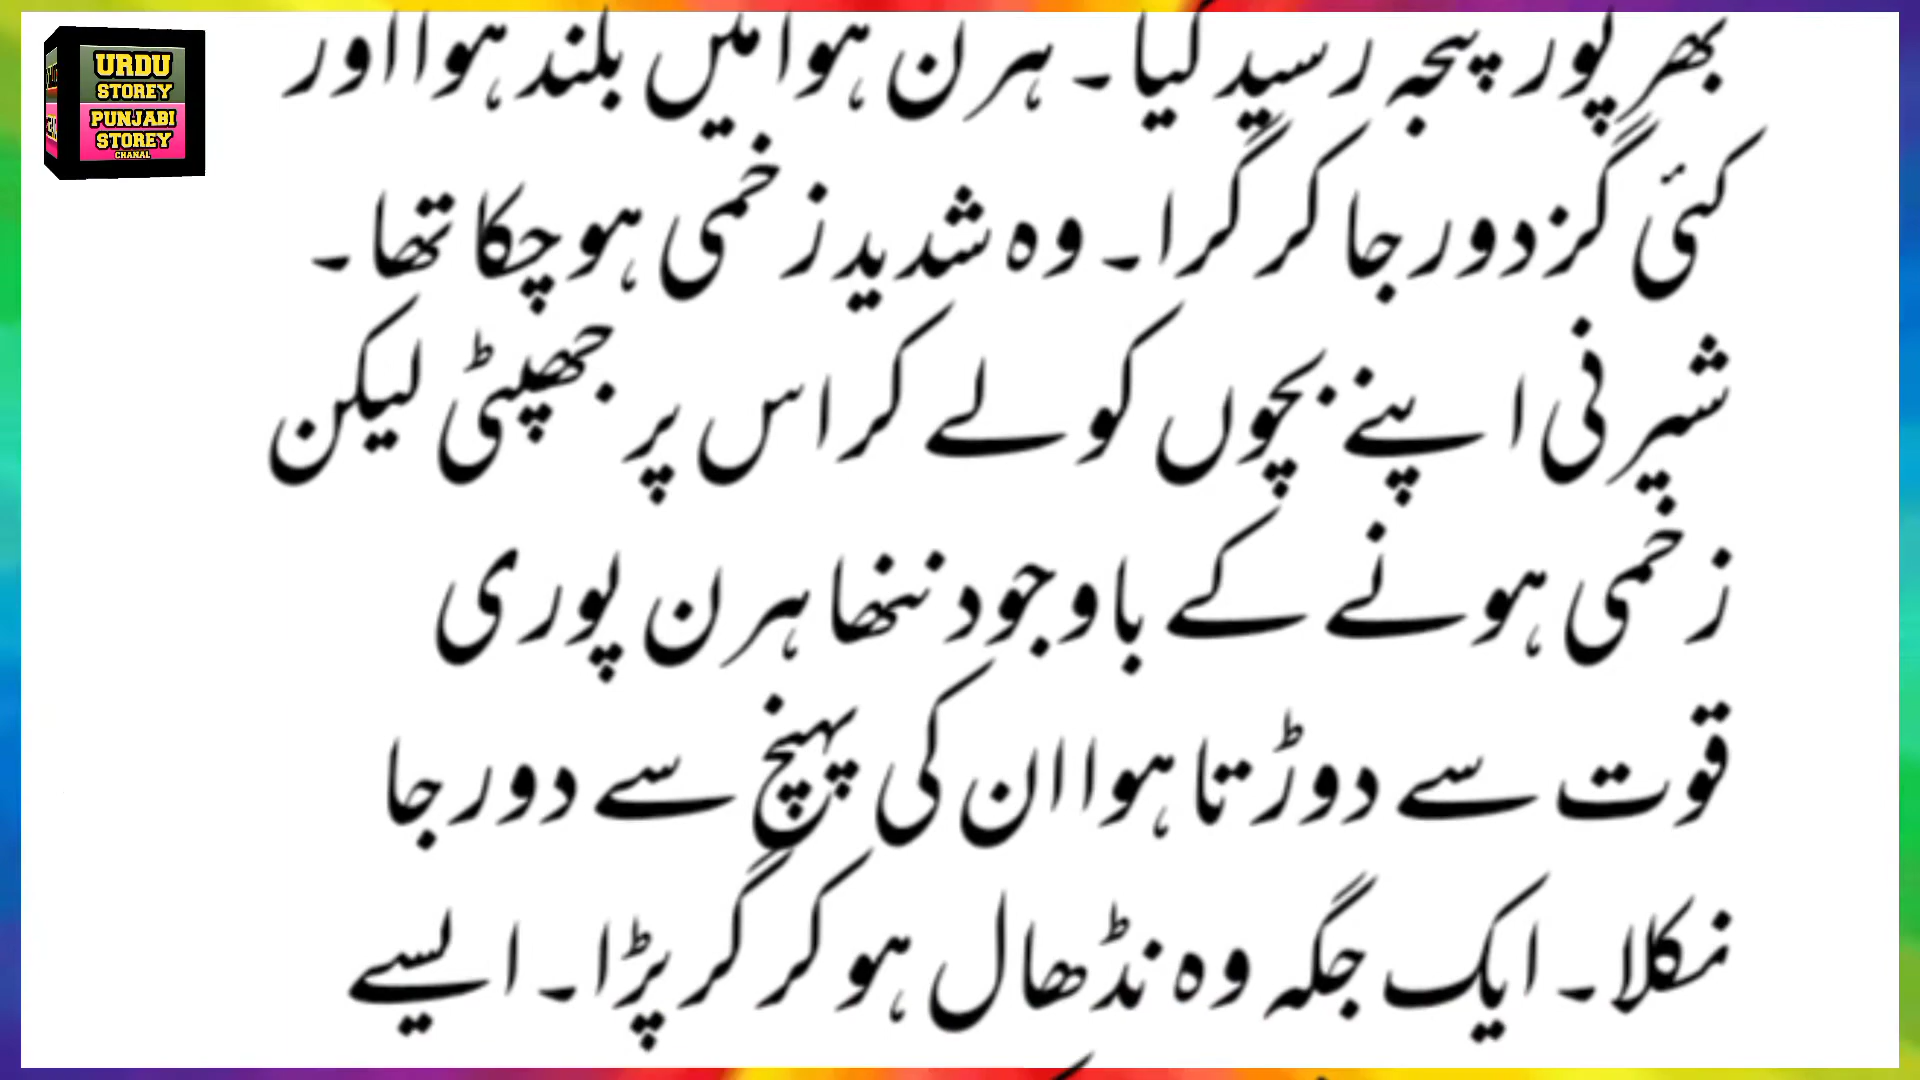 URDU
STOREY
PUNJABI
STOREY
CHANAL
بھر پور پنجہ رسید کیا۔ ہرن ہوا میں بلند ہوا اور
کئی گز دور جا کر گرا۔ وہ شدید زخمی ہو چکا تھا۔
شیرنی اپنے بچوں کو لے کر اس پر جھپٹی لیکن
زخمی ہونے کے باوجود ننھا ہرن پوری
قوت سے دوڑتا ہوا ان کی پہنچ سے دور جا
نکلا۔ ایک جگہ وہ نڈھال ہو کر گر پڑا۔ ایسے